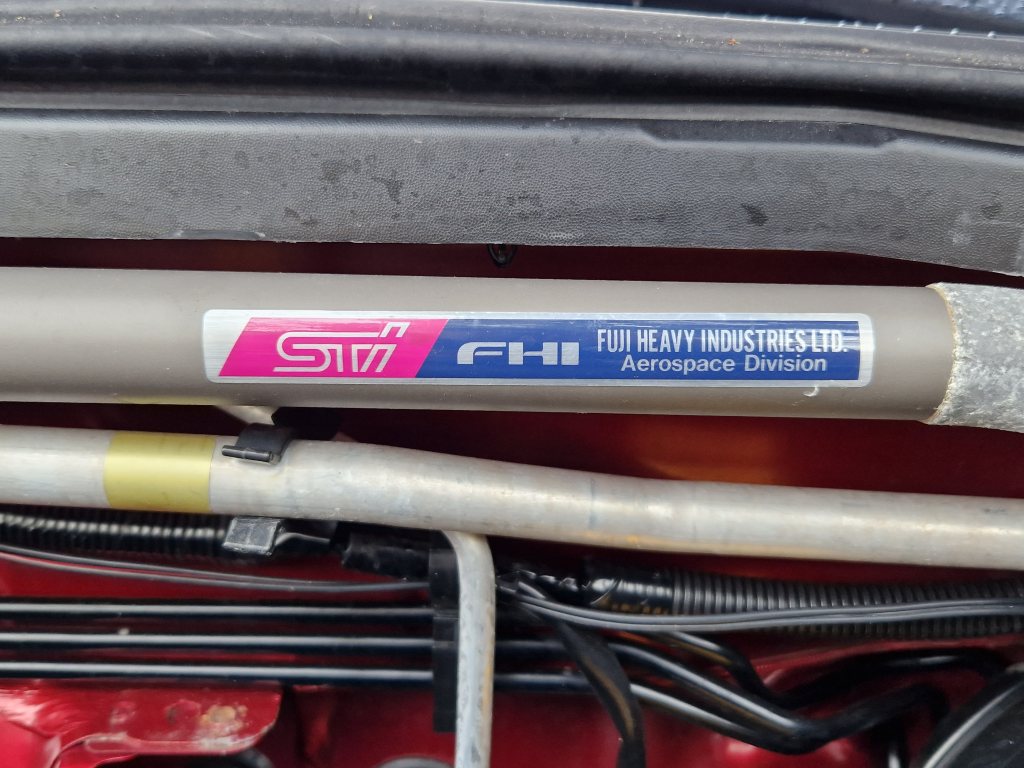 STi
FHI
FUJI HEAVY INDUSTRIES LTD.
Aerospace Division